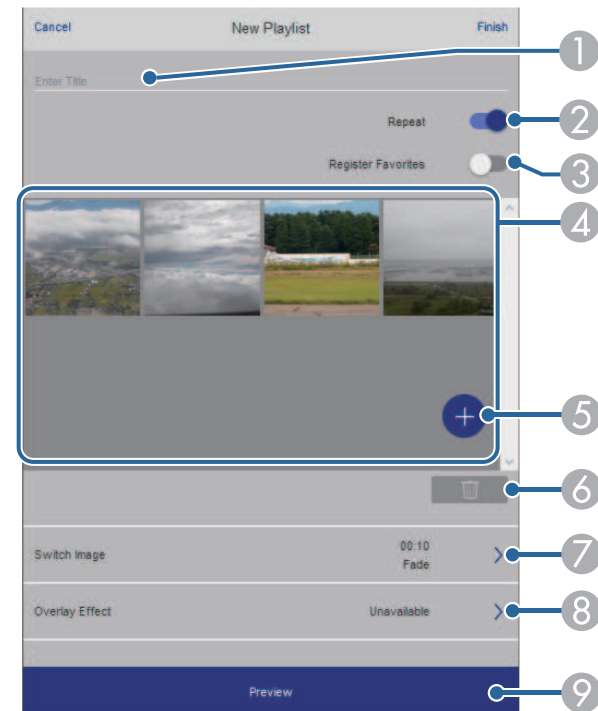 Cancel New Playlist Finish
1
Enter Title
Repeat 2
Register Favorites 3
4
5
6
Switch Image 00:10 7
Fade
Overlay Effect Unavailable 8
Preview 9